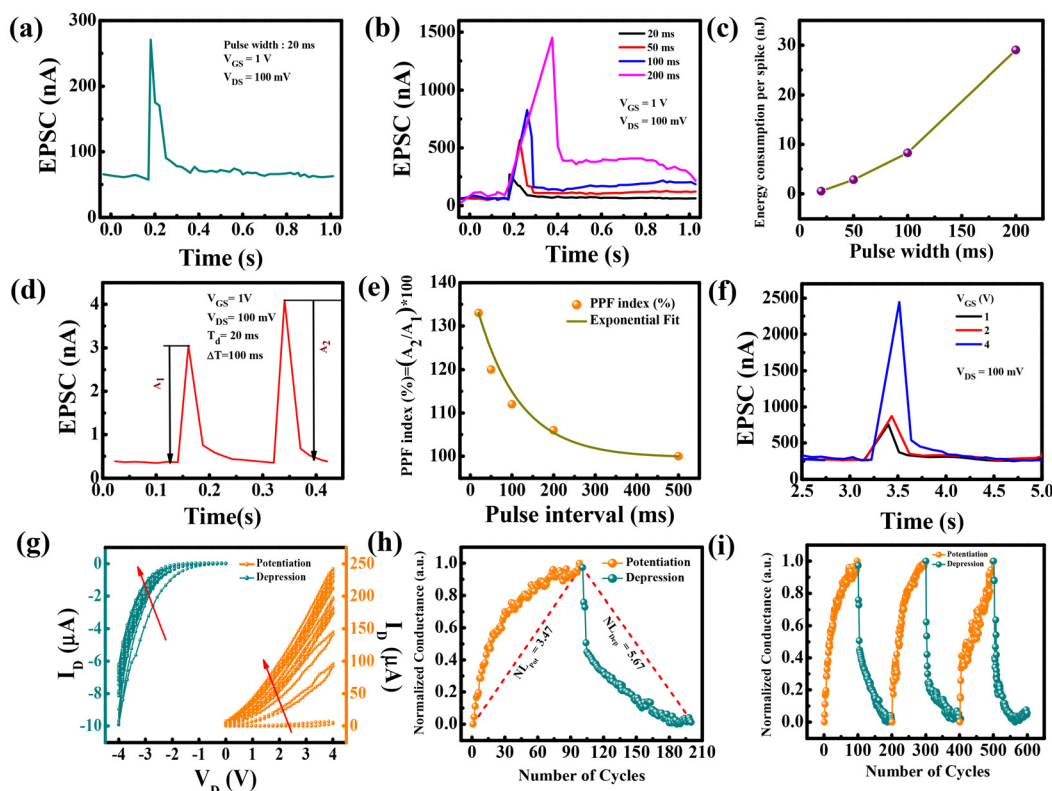 (a)
EPSC (nA)
300
250
200
150
100
50
0
Pulse width : 20 ms
V_GS = 1 V
V_DS = 100 mV
0.0 0.2 0.4 0.6 0.8 1.0
Time (s)
(b)
EPSC (nA)
1500
1000
500
0
20 ms
50 ms
100 ms
200 ms
V_GS = 1 V
V_DS = 100 mV
0.0 0.2 0.4 0.6 0.8 1.0
Time (s)
(c)
Energy consumption per spike (nJ)
30
20
10
0
0 50 100 150 200
Pulse width (ms)
(d)
EPSC (nA)
4
3
2
1
0
V_GS= 1V
V_DS= 100 mV
T_d= 20 ms
ΔT=100 ms
A_1
A_2
0.0 0.1 0.2 0.3 0.4
Time(s)
(e)
PPF index (%)=(A_2/A_1)*100
140
130
120
110
100
PPF index (%)
Exponential Fit
0 100 200 300 400 500
Pulse interval (ms)
(f)
EPSC (nA)
2500
2000
1500
1000
500
0
V_GS (V)
1
2
4
V_DS = 100 mV
2.5 3.0 3.5 4.0 4.5 5.0
Time (s)
(g)
I_D (μA)
0
-2
-4
-6
-8
-10
Potentiation
Depression
250
200
150
100
50
0
I_D (μA)
-4 -3 -2 -1 0 1 2 3 4
V_D (V)
(h)
Normalized Conductance (a.u.)
1.0
0.8
0.6
0.4
0.2
0.0
Potentiation
Depression
NL_Pot = 3.47
NL_Dep = 5.67
0 30 60 90 120 150 180 210
Number of Cycles
(i)
Normalized Conductance (a.u.)
1.0
0.8
0.6
0.4
0.2
0.0
Potentiation
Depression
0 100 200 300 400 500 600
Number of Cycles